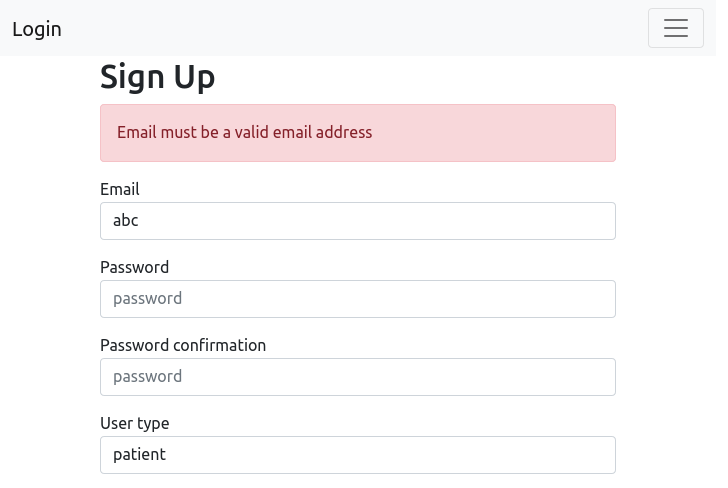 Login
Sign Up
Email must be a valid email address
Email
abc
Password
password
Password confirmation
password
User type
patient